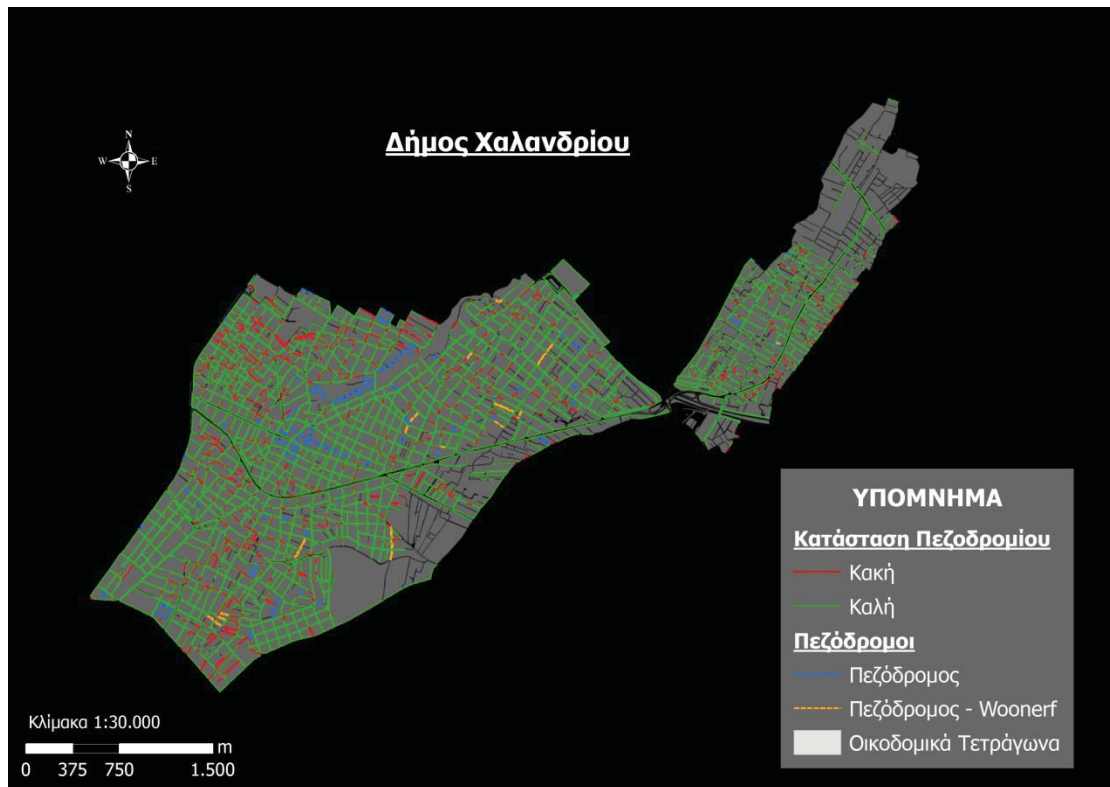 Δήμος Χαλανδρίου
N
W E
S
ΥΠΟΜΝΗΜΑ
Κατάσταση Πεζοδρομίου
Κακή
Καλή
Πεζόδρομοι
Πεζόδρομος
Πεζόδρομος - Woonerf
Οικοδομικά Τετράγωνα
Κλίμακα 1:30.000
m
0 375 750 1.500